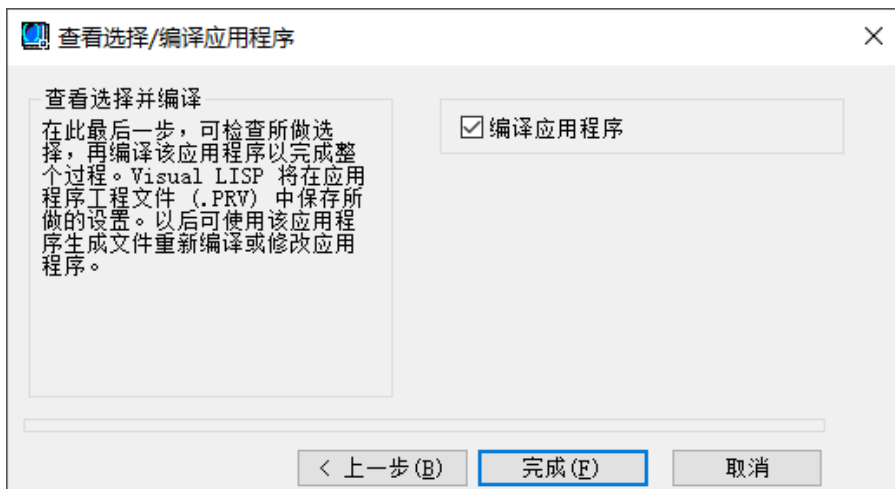 查看选择/编译应用程序
查看选择并编译
在此最后一步，可检查所做选
择，再编译该应用程序以完成整
个过程。Visual LISP 将在应用
程序工程文件 (.PRV) 中保存所
做的设置。以后可使用该应用程
序生成文件重新编译或修改应用
程序。
编译应用程序
< 上一步(B)
完成(F)
取消